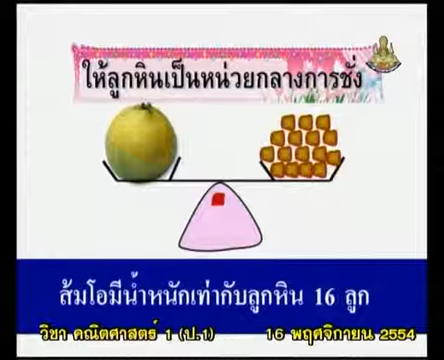 ให้ลูกหินเป็นหน่วยกลางการชั่ง
ส้มโอมีน้ำหนักเท่ากับลูกหิน 16 ลูก
วิชา คณิตศาสตร์ 1 (ป.1) 16 พฤศจิกายน 2554